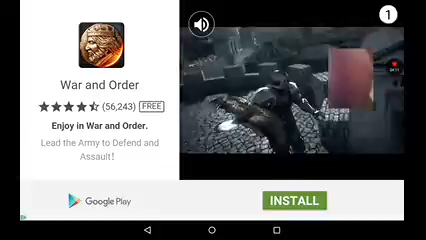 1
War and Order
(56,243) FREE
Enjoy in War and Order.
Lead the Army to Defend and
Assault!
Google Play
INSTALL